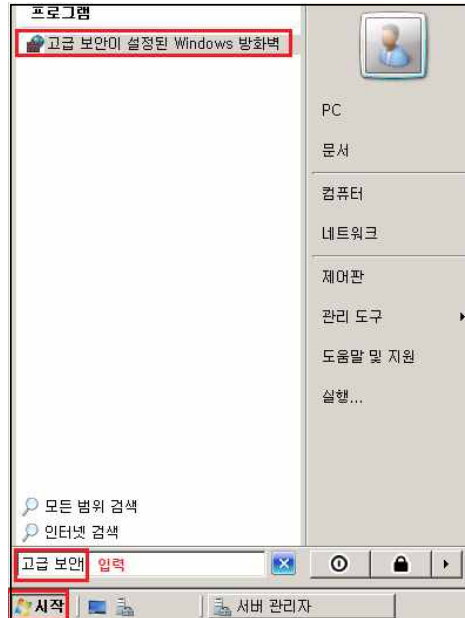 프로그램
고급 보안이 설정된 Windows 방화벽
PC
문서
컴퓨터
네트워크
제어판
관리 도구
도움말 및 지원
실행...
모든 범위 검색
인터넷 검색
고급 보안 입력
시작 서버 관리자